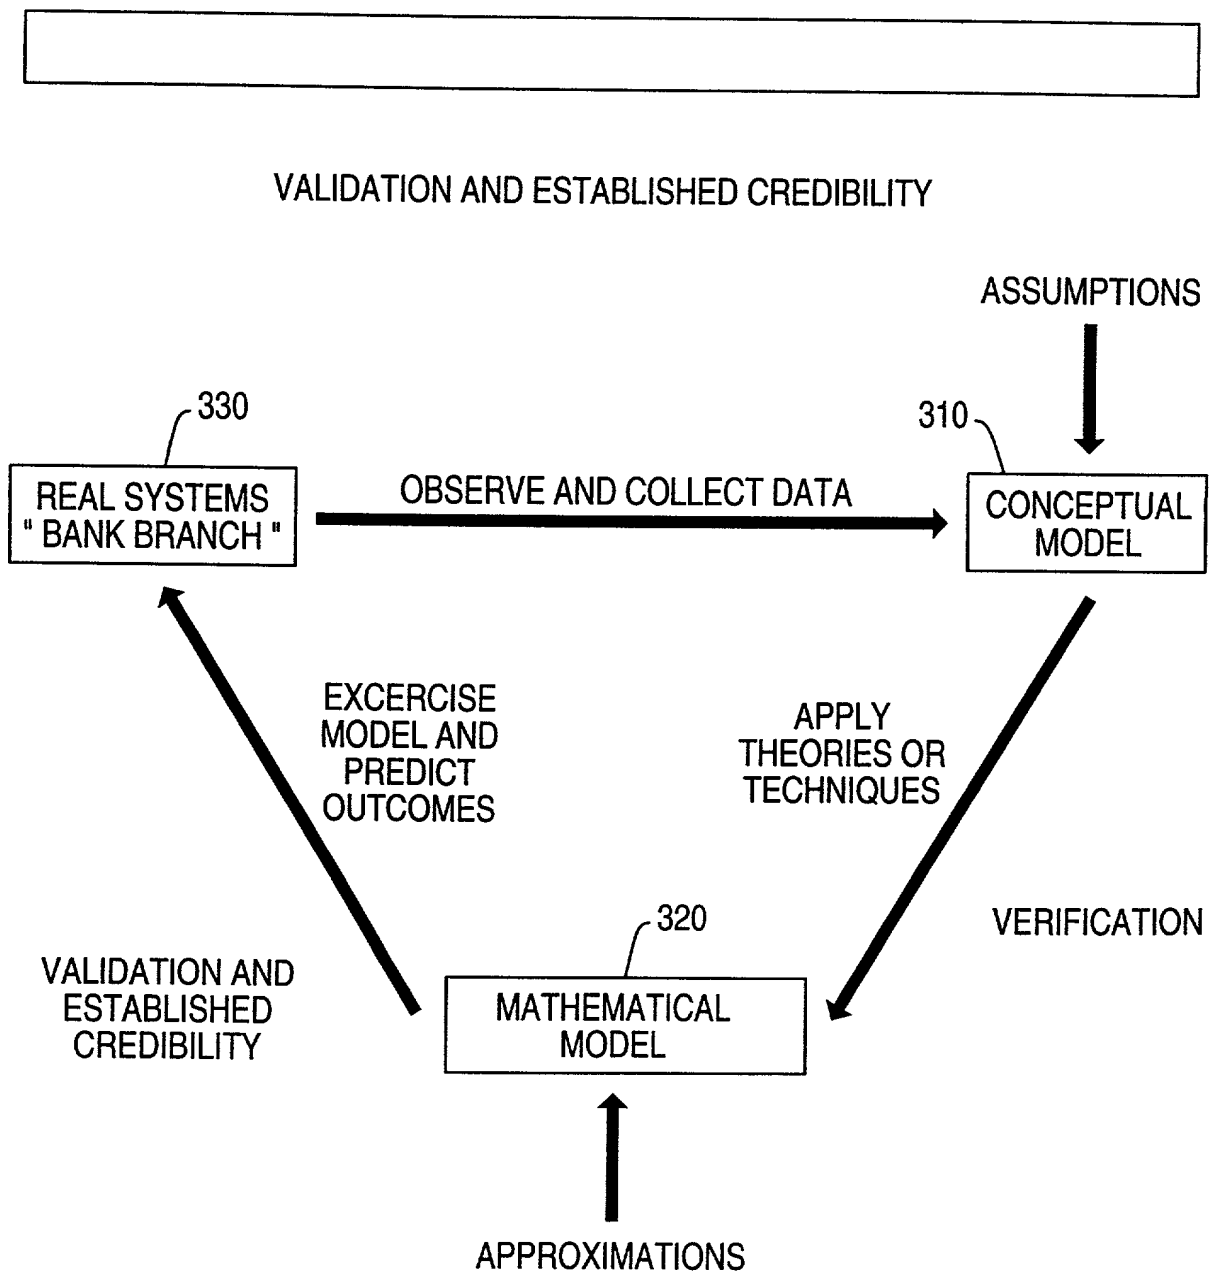 VALIDATION AND ESTABLISHED CREDIBILITY
ASSUMPTIONS
330
310
REAL SYSTEMS
" BANK BRANCH "
OBSERVE AND COLLECT DATA
CONCEPTUAL
MODEL
EXCERCISE
MODEL AND
PREDICT
OUTCOMES
APPLY
THEORIES OR
TECHNIQUES
VERIFICATION
320
VALIDATION AND
ESTABLISHED
CREDIBILITY
MATHEMATICAL
MODEL
APPROXIMATIONS